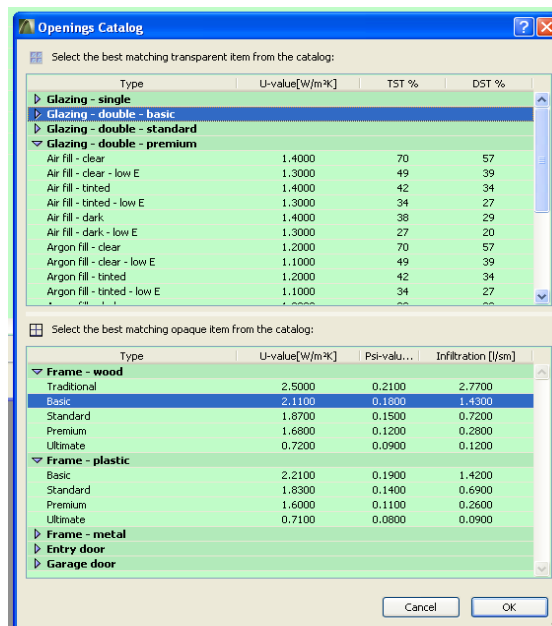 Openings Catalog
Select the best matching transparent item from the catalog:
Type U-value[W/m²K] TST % DST %
Glazing - single
Glazing - double - basic
Glazing - double - standard
Glazing - double - premium
Air fill - clear 1.4000 70 57
Air fill - clear - low E 1.3000 49 39
Air fill - tinted 1.4000 42 34
Air fill - tinted - low E 1.3000 34 27
Air fill - dark 1.4000 38 29
Air fill - dark - low E 1.3000 27 20
Argon fill - clear 1.2000 70 57
Argon fill - clear - low E 1.1000 49 39
Argon fill - tinted 1.2000 42 34
Argon fill - tinted - low E 1.1000 34 27
Select the best matching opaque item from the catalog:
Type U-value[W/m²K] Psi-valu... Infiltration [l/sm]
Frame - wood
Traditional 2.5000 0.2100 2.7700
Basic 2.1100 0.1800 1.4300
Standard 1.8700 0.1500 0.7200
Premium 1.6800 0.1200 0.2800
Ultimate 0.7200 0.0900 0.1200
Frame - plastic
Basic 2.2100 0.1900 1.4200
Standard 1.8300 0.1400 0.6900
Premium 1.6000 0.1100 0.2600
Ultimate 0.7100 0.0800 0.0900
Frame - metal
Entry door
Garage door
Cancel OK